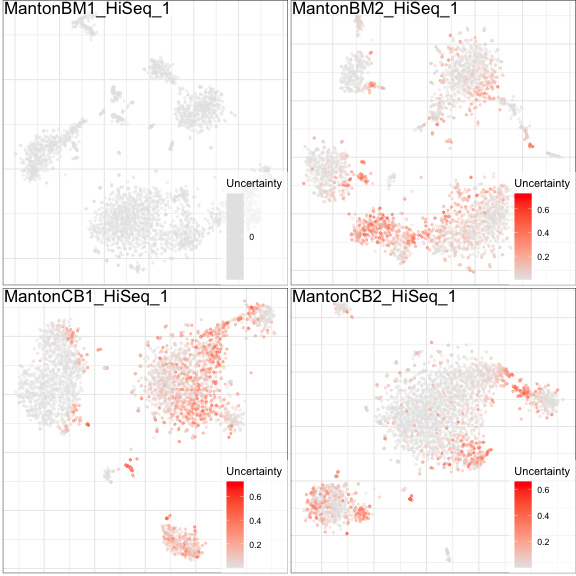 MantonBM1_HiSeq_1
Uncertainty
0
MantonBM2_HiSeq_1
Uncertainty
0.6
0.4
0.2
MantonCB1_HiSeq_1
Uncertainty
0.6
0.4
0.2
MantonCB2_HiSeq_1
Uncertainty
0.6
0.4
0.2